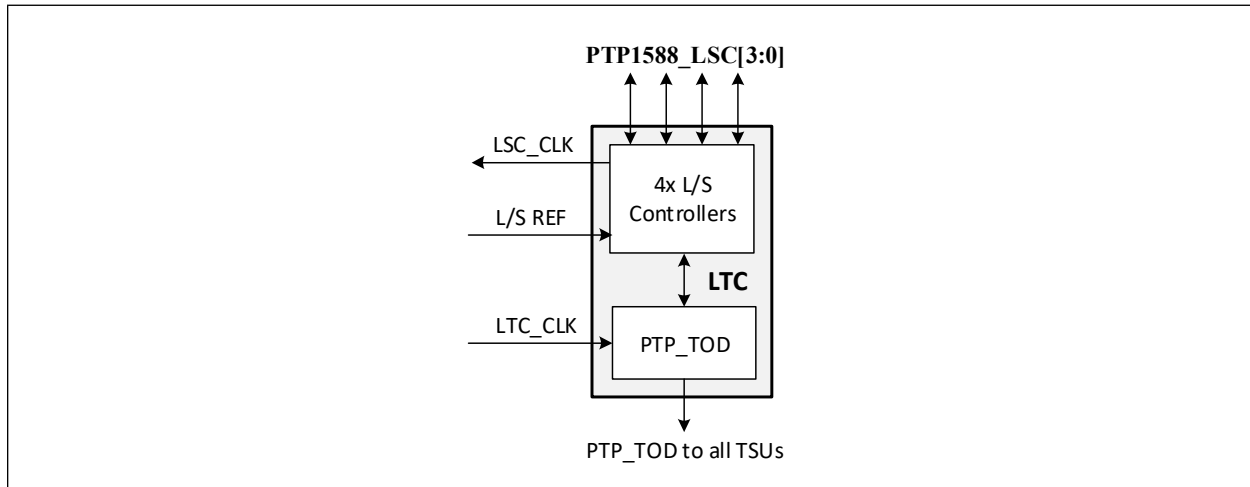 PTP1588_LSC[3:0]
LSC_CLK
4x L/S
Controllers
L/S REF
LTC
LTC_CLK
PTP_TOD
PTP_TOD to all TSUs